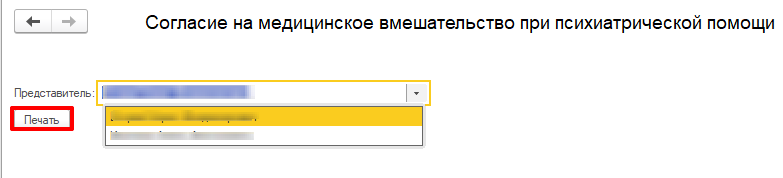 Согласие на медицинское вмешательство при психиатрической помощи
Представитель:
Печать